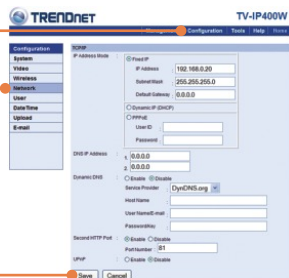 TRENDNET
TV-IP400W
Management Configuration Tools Help Home
Configuration
System
Video
Wireless
Network
User
DateTime
Upload
E-mail
TCP/IP
IP Address Mode :
Fixed IP
IP Address : 192.168.0.20
Subnet Mask : 255.255.255.0
Default Gateway : 0.0.0.0
Dynamic IP (DHCP)
PPPoE
User ID :
Password :
DNS IP Address : 1. 0.0.0.0
2. 0.0.0.0
Dynamic DNS : Enable Disable
Service Provider : DynDNS.org
Host Name :
User Name/E-mail :
Password/Key :
Second HTTP Port : Enable Disable
Port Number : 81
UPnP : Enable Disable
Save Cancel